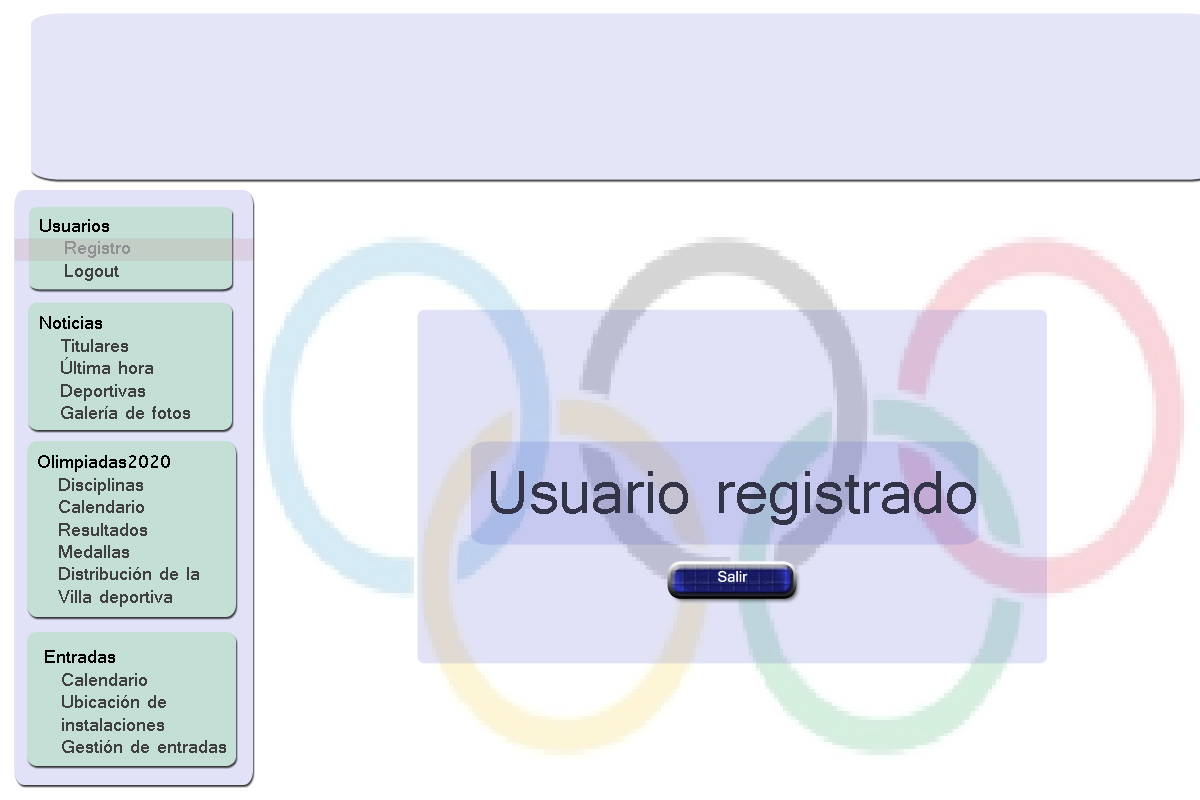 Usuarios
Registro
Logout
Noticias
Titulares
Última hora
Deportivas
Galería de fotos
Olimpiadas2020
Disciplinas
Calendario
Resultados
Medallas
Distribución de la
Villa deportiva
Entradas
Calendario
Ubicación de
instalaciones
Gestión de entradas
Usuario registrado
Salir